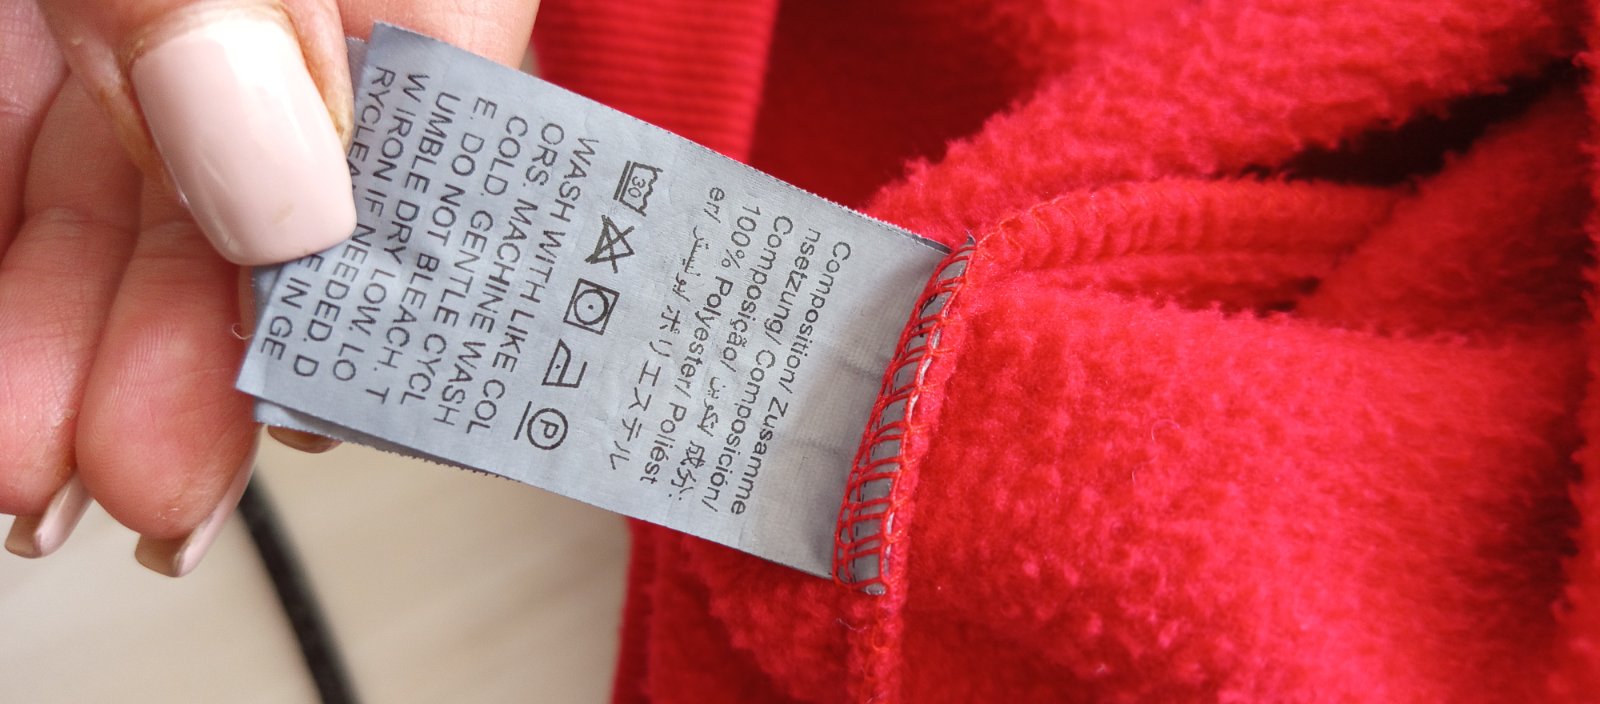 Composition/ Zusamme
nsetzung/ Composición/
Composição/ تكوين/ 成分:
100% Polyester/ Poliést
er/ بوليستر/ ポリエステル
30 P
WASH WITH LIKE COL
ORS. MACHINE WASH
COLD. GENTLE CYCL
E. DO NOT BLEACH. T
UMBLE DRY LOW. LO
W IRON IF NEEDED. D
RYCLEAN IN GE